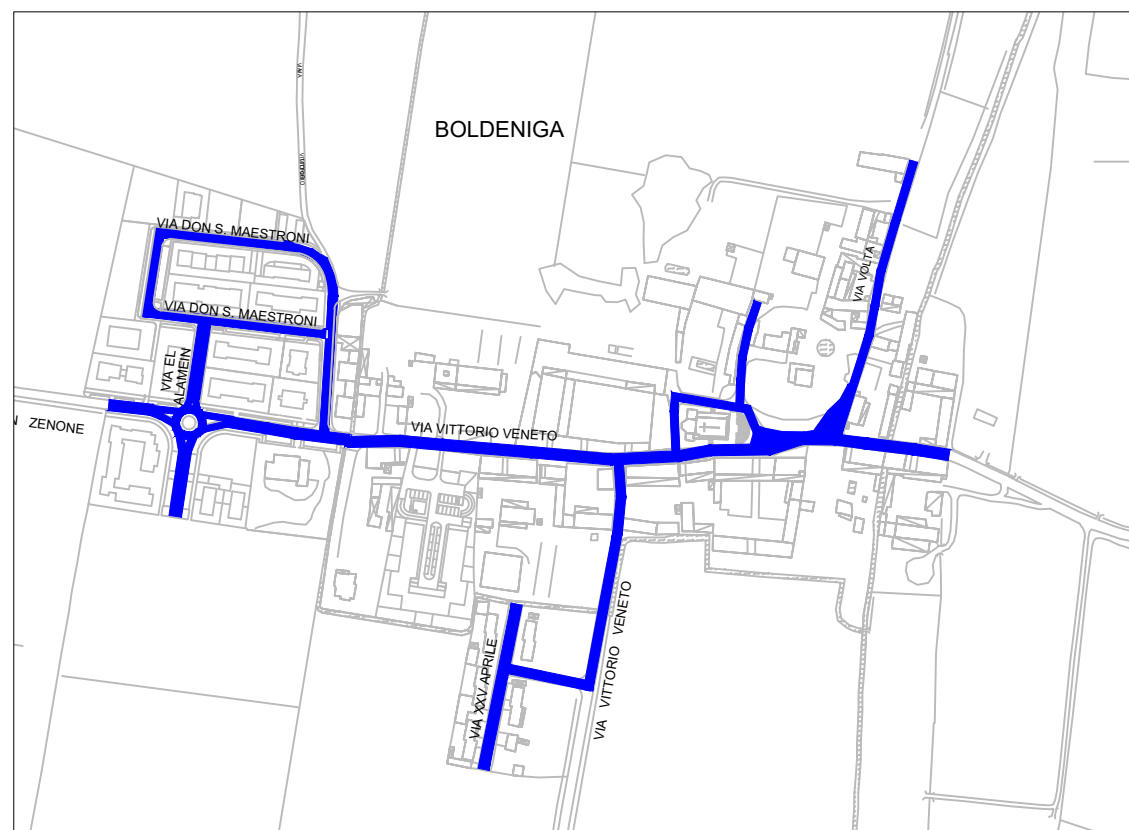 BOLDENIGA
VIA DON S. MAESTRONI
VIA VOLTA
VIA DON S. MAESTRONI
VIA EL
ALAMEIN
N ZENONE
VIA VITTORIO VENETO
VIA XXV APRILE
VIA VITTORIO VENETO